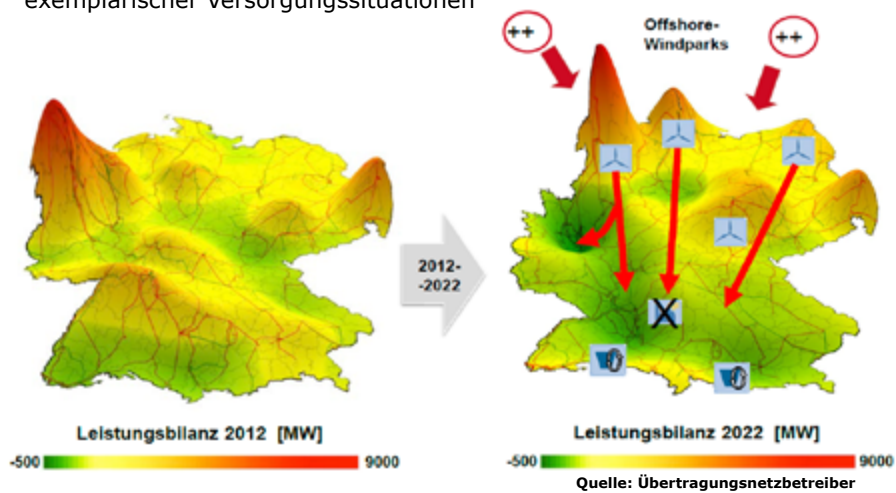 exemplarischer Versorgungssituationen
++
Offshore-
Windparks
++
2012-
-2022
X
Leistungsbilanz 2012 [MW]
-500
9000
Leistungsbilanz 2022 [MW]
-500
9000
Quelle: Übertragungsnetzbetreiber